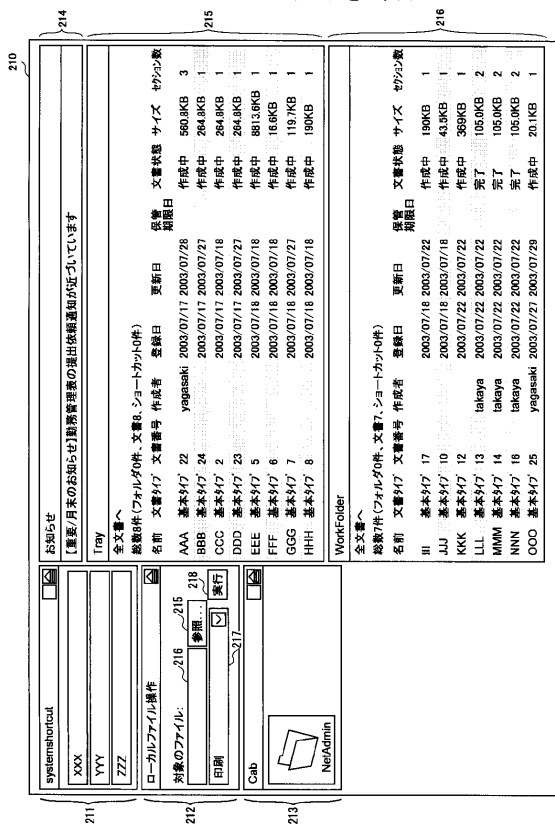 210
211
systemshortcut
XXX
YYY
ZZZ
212
ローカルファイル操作
対象のファイル:
216
215
参照...
218
印刷
実行
217
213
Cab
NetAdmin
214
お知らせ
【重要/月末のお知らせ】勤務管理表の提出依頼通知が近づいています
215
Tray
全文書へ
総数8件(フォルダ0件、文書8、ショートカット0件)
名前 文書タイプ 文書番号 作成者 登録日 更新日 保管期限日 文書状態 サイズ セクション数
AAA 基本タイプ 22 yagasaki 2003/07/17 2003/07/28 作成中 560.8KB 3
BBB 基本タイプ 24 2003/07/17 2003/07/27 作成中 264.8KB 1
CCC 基本タイプ 2 2003/07/17 2003/07/18 作成中 264.8KB 1
DDD 基本タイプ 23 2003/07/17 2003/07/27 作成中 264.8KB 1
EEE 基本タイプ 5 2003/07/18 2003/07/18 作成中 8813.6KB 1
FFF 基本タイプ 6 2003/07/18 2003/07/18 作成中 16.6KB 1
GGG 基本タイプ 7 2003/07/18 2003/07/27 作成中 119.7KB 1
HHH 基本タイプ 8 2003/07/18 2003/07/18 作成中 190KB 1
216
WorkFolder
全文書へ
総数7件(フォルダ0件、文書7、ショートカット0件)
名前 文書タイプ 文書番号 作成者 登録日 更新日 保管期限日 文書状態 サイズ セクション数
III 基本タイプ 17 2003/07/18 2003/07/22 作成中 190KB 1
JJJ 基本タイプ 10 2003/07/18 2003/07/18 作成中 43.5KB 1
KKK 基本タイプ 12 2003/07/22 2003/07/22 作成中 369KB 1
LLL 基本タイプ 13 takaya 2003/07/22 2003/07/22 完了 105.0KB 2
MMM 基本タイプ 14 takaya 2003/07/22 2003/07/22 完了 105.0KB 2
NNN 基本タイプ 16 takaya 2003/07/22 2003/07/22 完了 105.0KB 2
OOO 基本タイプ 25 yagasaki 2003/07/27 2003/07/29 作成中 20.1KB 1